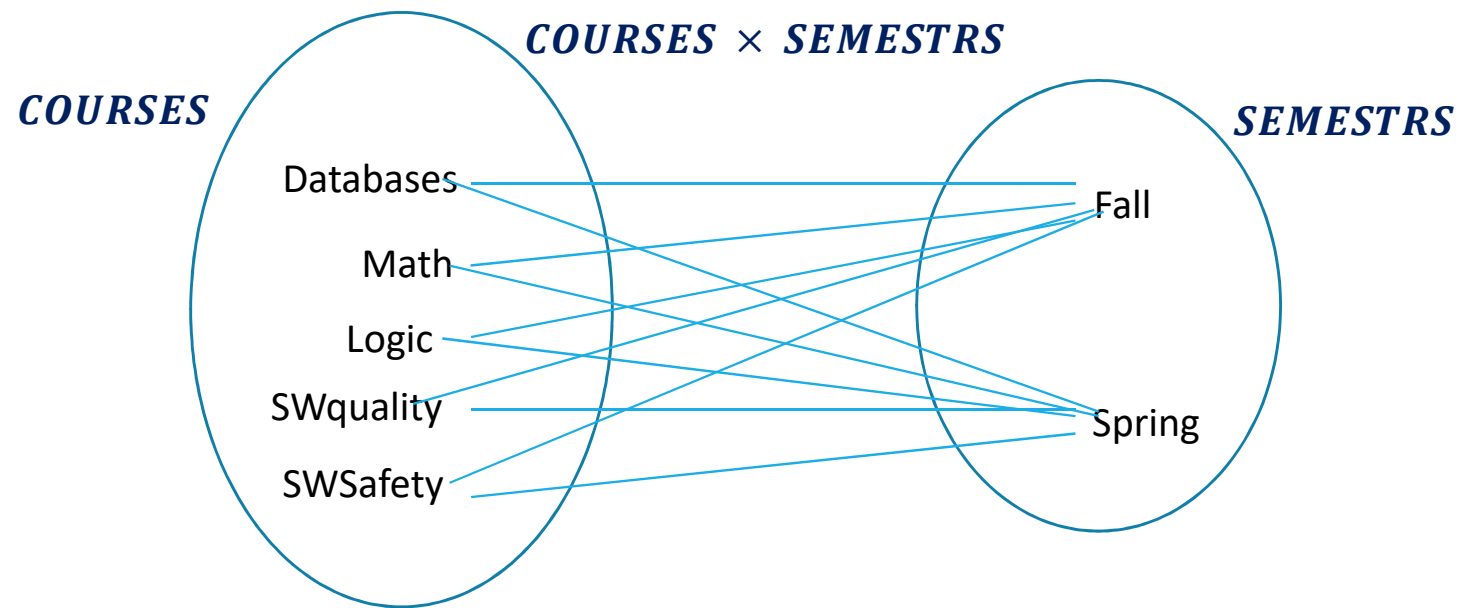 COURSES × SEMESTRS
COURSES
SEMESTRS
Databases
Fall
Math
Logic
SWquality
Spring
SWSafety